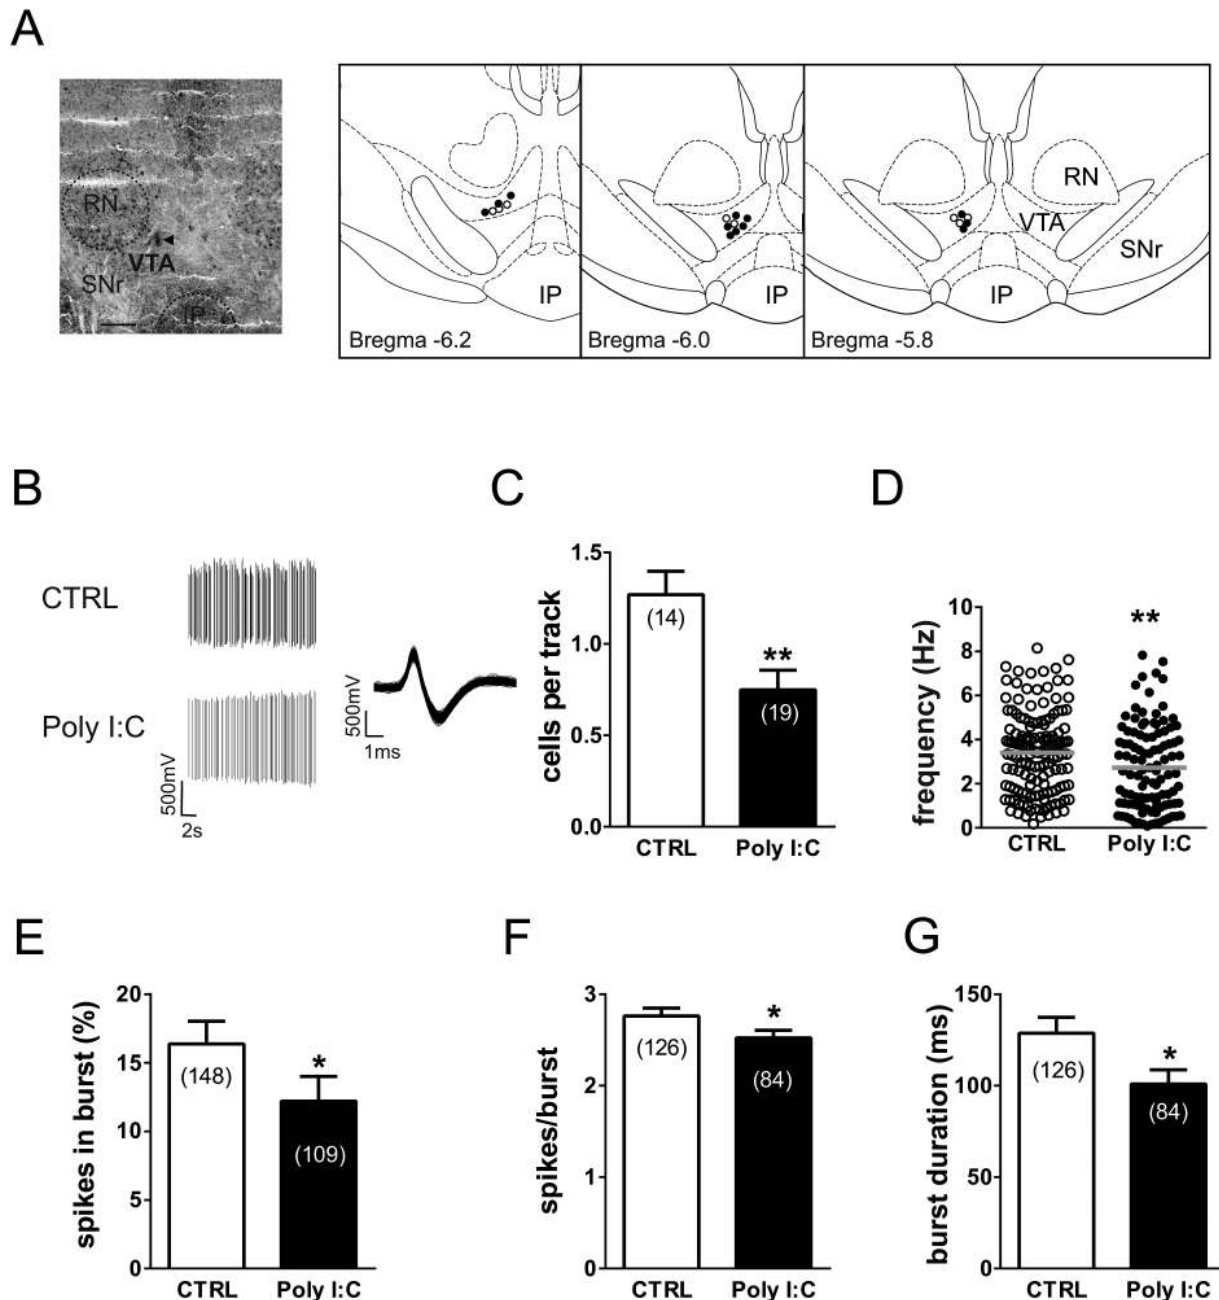 A
RN
VTA
SNr
IP
Bregma -6.2
IP
Bregma -6.0
IP
RN
VTA
SNr
IP
Bregma -5.8
B
CTRL
Poly I:C
500mV
2s
500mV
1ms
C
cells per track
1.5
1.0
0.5
0.0
(14)
**
(19)
CTRL
Poly I:C
D
frequency (Hz)
10
8
6
4
2
0
**
CTRL
Poly I:C
E
spikes in burst (%)
20
15
10
5
0
(148)
*
(109)
CTRL
Poly I:C
F
spikes/burst
3
2
1
0
(126)
*
(84)
CTRL
Poly I:C
G
burst duration (ms)
150
100
50
0
(126)
*
(84)
CTRL
Poly I:C